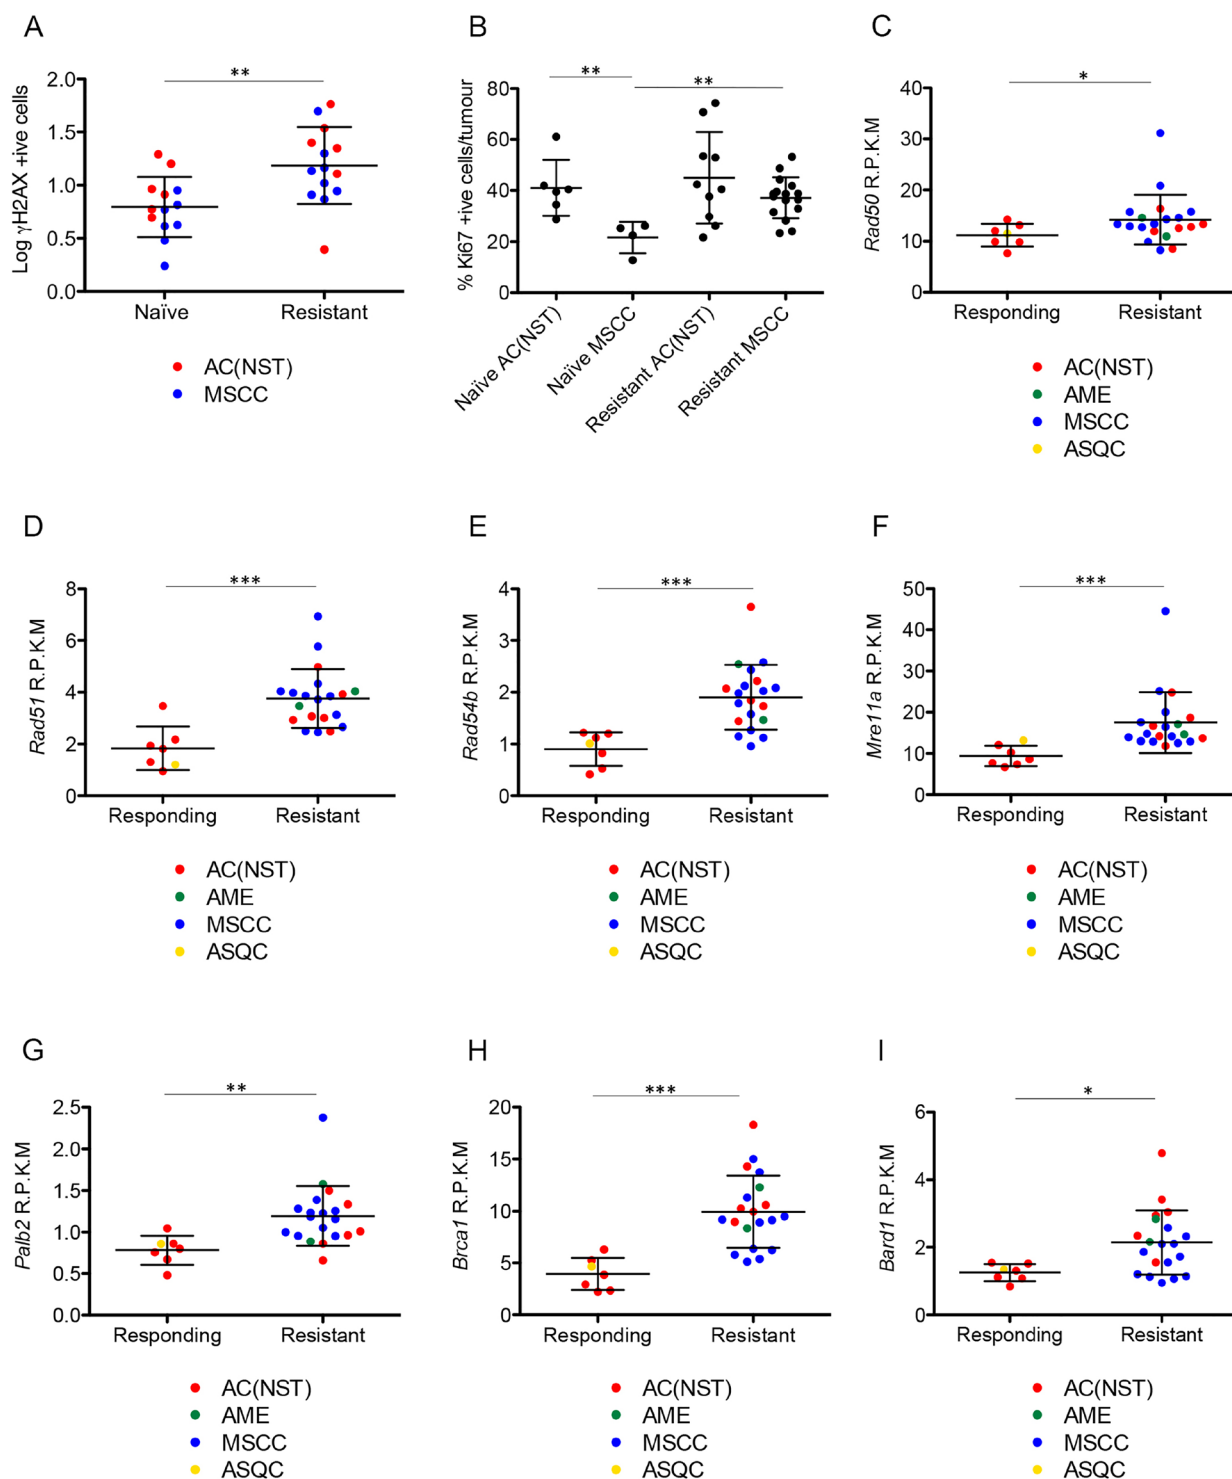 A
Log γH2AX +ive cells
2.0
1.5
1.0
0.5
0.0
**
Naïve Resistant
AC(NST)
MSCC
B
% Ki67 +ive cells/tumour
80
60
40
20
0
** **
Naïve AC(NST)
Naïve MSCC
Resistant AC(NST)
Resistant MSCC
C
Rad50 R.P.K.M
40
30
20
10
0
*
Responding Resistant
AC(NST)
AME
MSCC
ASQC
D
Rad51 R.P.K.M
8
6
4
2
0
***
Responding Resistant
AC(NST)
AME
MSCC
ASQC
E
Rad54b R.P.K.M
4
3
2
1
0
***
Responding Resistant
AC(NST)
AME
MSCC
ASQC
F
Mre11a R.P.K.M
50
40
30
20
10
0
***
Responding Resistant
AC(NST)
AME
MSCC
ASQC
G
Palb2 R.P.K.M
2.5
2.0
1.5
1.0
0.5
0.0
**
Responding Resistant
AC(NST)
AME
MSCC
ASQC
H
Brca1 R.P.K.M
20
15
10
5
0
***
Responding Resistant
AC(NST)
AME
MSCC
ASQC
I
Bard1 R.P.K.M
6
4
2
0
*
Responding Resistant
AC(NST)
AME
MSCC
ASQC